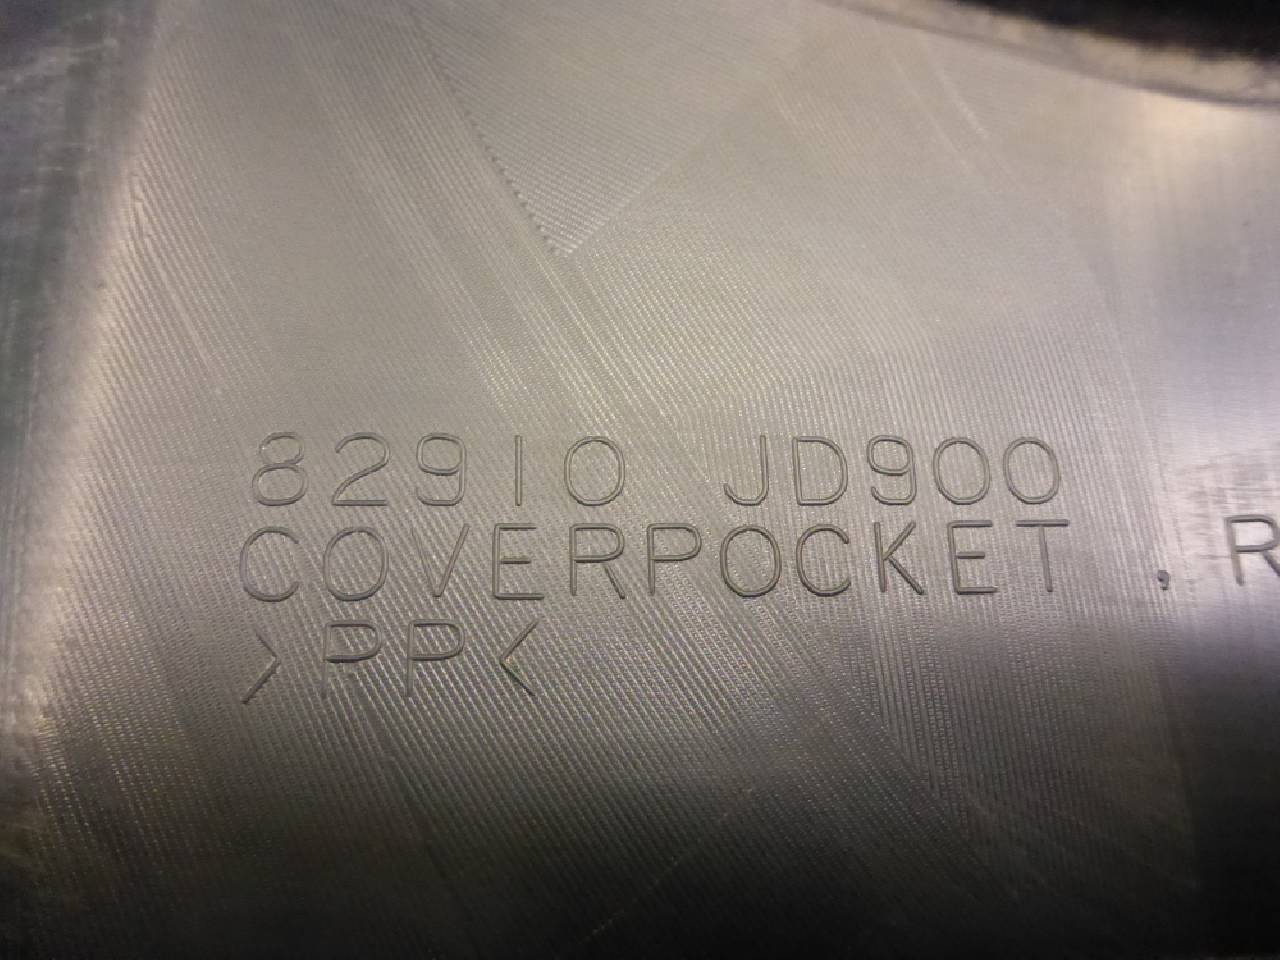 82910 JD900
COVERPOCKET , R
>PP<